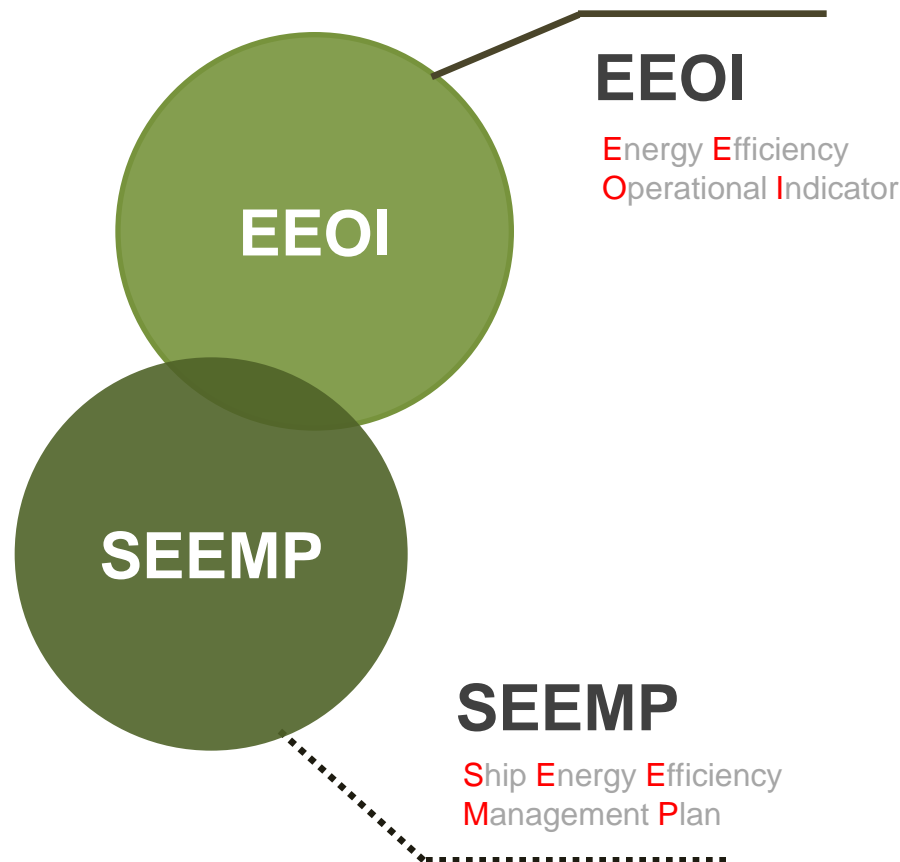 EEOI
Energy Efficiency
Operational Indicator
EEOI
SEEMP
SEEMP
Ship Energy Efficiency
Management Plan